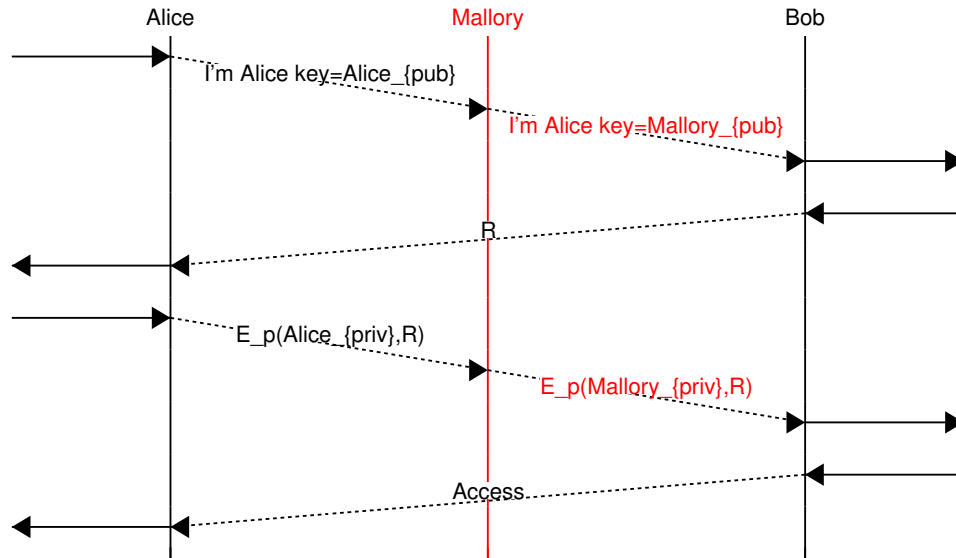 Alice
Mallory
Bob
I'm Alice key=Alice_{pub}
I'm Alice key=Mallory_{pub}
R
E_p(Alice_{priv},R)
E_p(Mallory_{priv},R)
Access